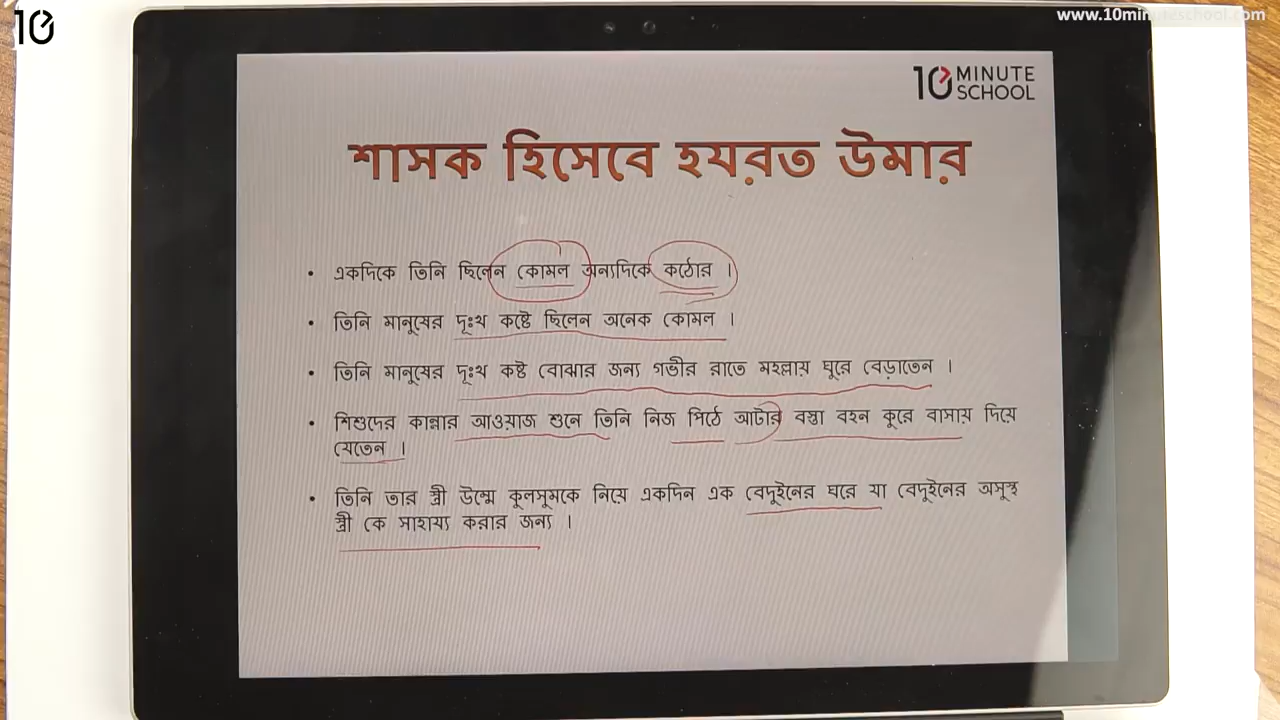 10
www.10minuteschool.com
10 MINUTE
SCHOOL
শাসক হিসেবে হযরত উমার
• একদিকে তিনি ছিলেন কোমল অন্যদিকে কঠোর ।
• তিনি মানুষের দূঃখ কষ্টে ছিলেন অনেক কোমল ।
• তিনি মানুষের দূঃখ কষ্ট বোঝার জন্য গভীর রাতে মহল্লায় ঘুরে বেড়াতেন ।
• শিশুদের কান্নার আওয়াজ শুনে তিনি নিজ পিঠে আটার বস্তা বহন কুরে বাসায় দিয়ে
যেতেন ।
• তিনি তার স্ত্রী উম্মে কূলসুমকে নিয়ে একদিন এক বেদুইনের ঘরে যা বেদুইনের অসুস্থ
স্ত্রী কে সাহায্য করার জন্য ।